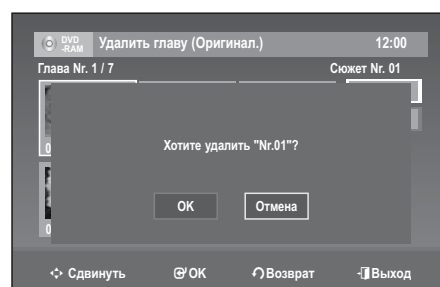 DVD -RAM Удалить главу (Оригинал.) 12:00
Глава Nr. 1 / 7 Сюжет Nr. 01
Хотите удалить "Nr.01"?
OK Отмена
Сдвинуть OK Возврат Выход